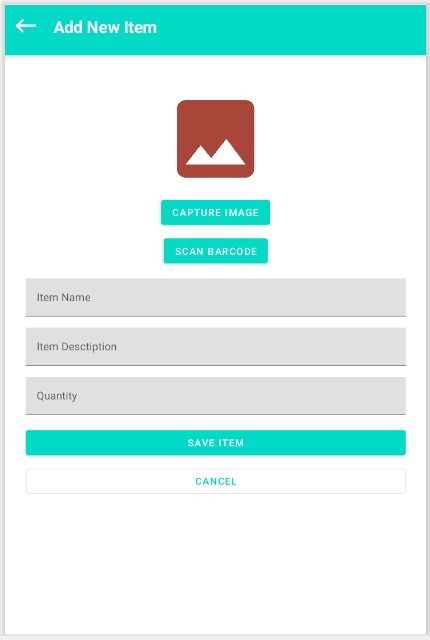 Add New Item
CAPTURE IMAGE
SCAN BARCODE
Item Name
Item Desctiption
Quantity
SAVE ITEM
CANCEL